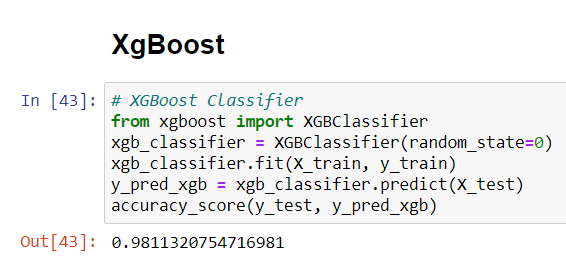 XgBoost
In [43]: # XGBoost Classifier
from xgboost import XGBClassifier
xgb_classifier = XGBClassifier(random_state=0)
xgb_classifier.fit(X_train, y_train)
y_pred_xgb = xgb_classifier.predict(X_test)
accuracy_score(y_test, y_pred_xgb)
Out[43]: 0.9811320754716981